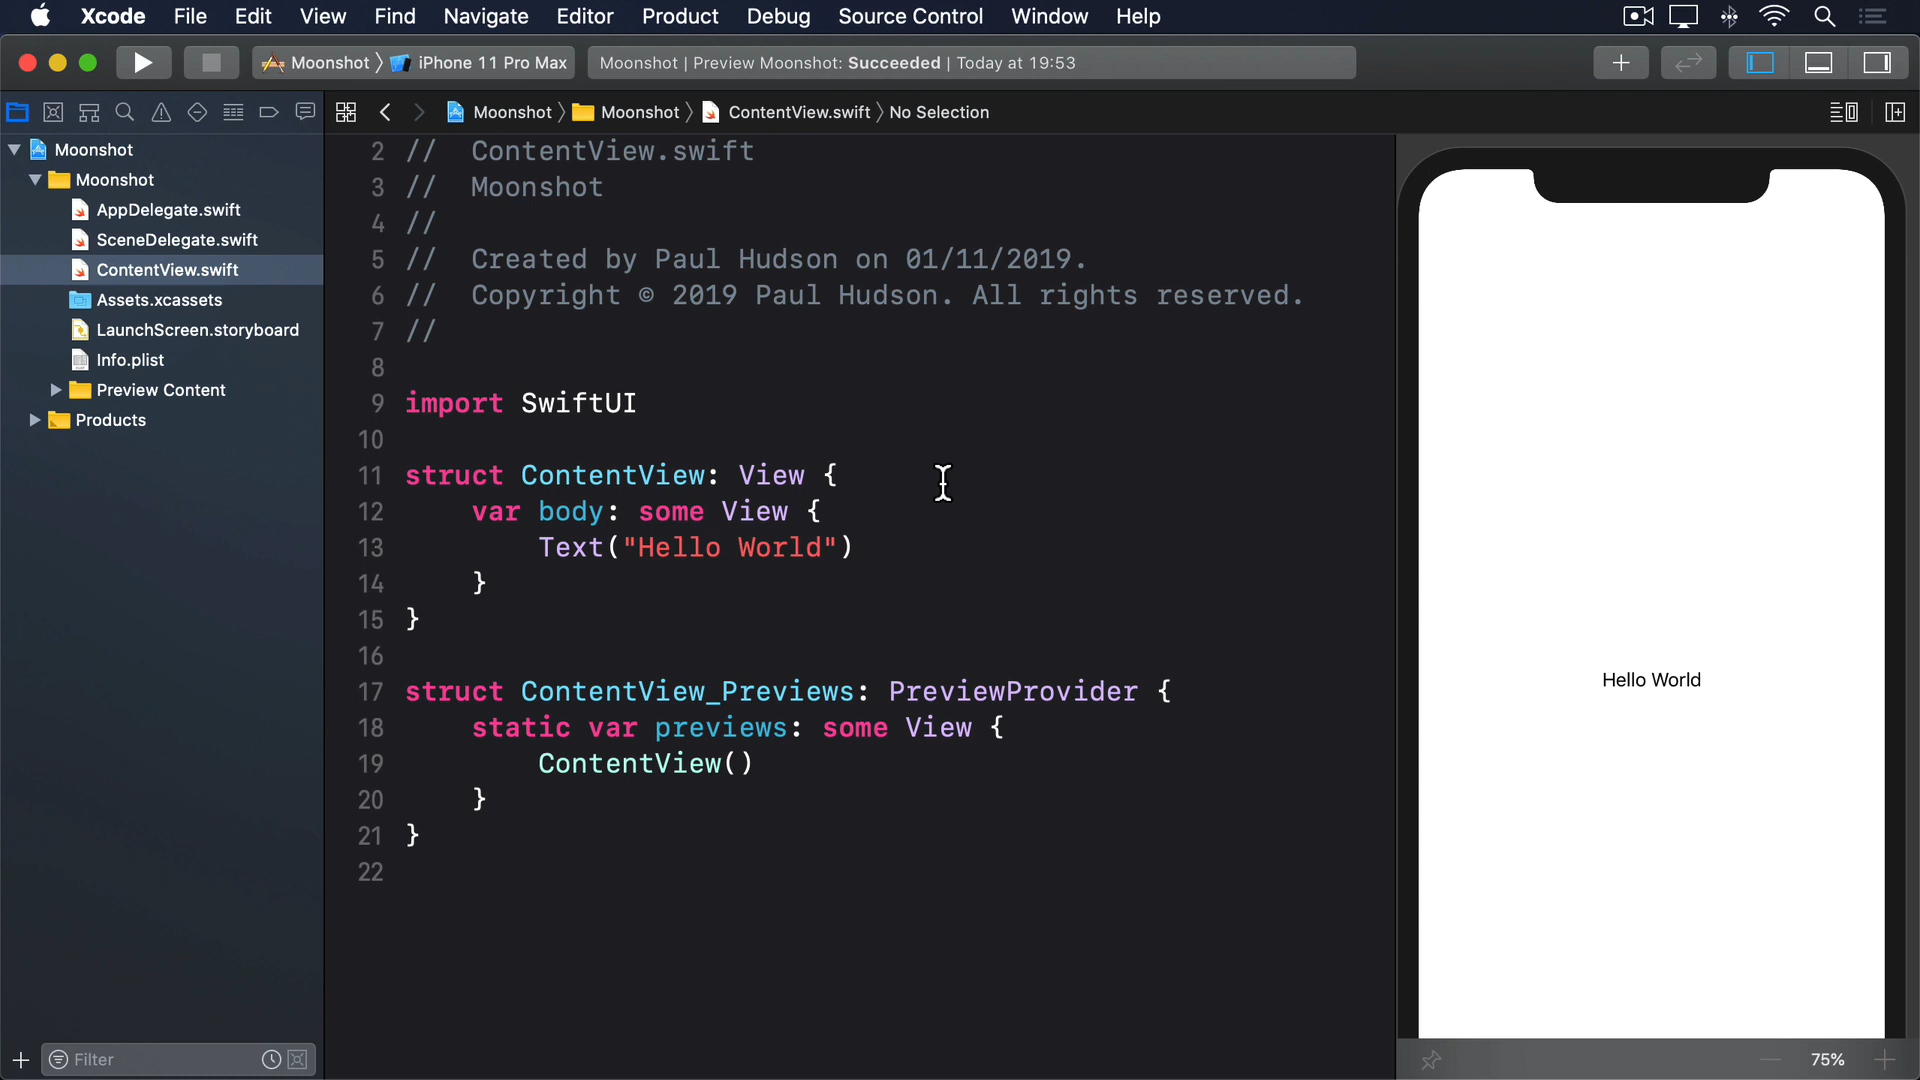 Xcode File Edit View Find Navigate Editor Product Debug Source Control Window Help
Moonshot iPhone 11 Pro Max
Moonshot | Preview Moonshot: Succeeded | Today at 19:53
Moonshot Moonshot ContentView.swift No Selection
Moonshot
Moonshot
AppDelegate.swift
SceneDelegate.swift
ContentView.swift
Assets.xcassets
LaunchScreen.storyboard
Info.plist
Preview Content
Products
Filter
2 // ContentView.swift
3 // Moonshot
4 //
5 // Created by Paul Hudson on 01/11/2019.
6 // Copyright © 2019 Paul Hudson. All rights reserved.
7 //
8
9 import SwiftUI
10
11 struct ContentView: View {
12 var body: some View {
13 Text("Hello World")
14 }
15 }
16
17 struct ContentView_Previews: PreviewProvider {
18 static var previews: some View {
19 ContentView()
20 }
21 }
22
Hello World
75%